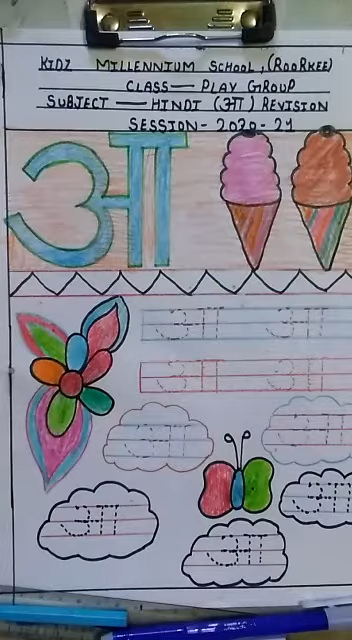 KIDZ MILLENNIUM SCHOOL, (ROORKEE)
CLASS — PLAY GROUP
SUBJECT — HINDI (आ) REVISION
SESSION - 2020-21
आ
आ आ
आ आ
आ आ
आ आ
आ